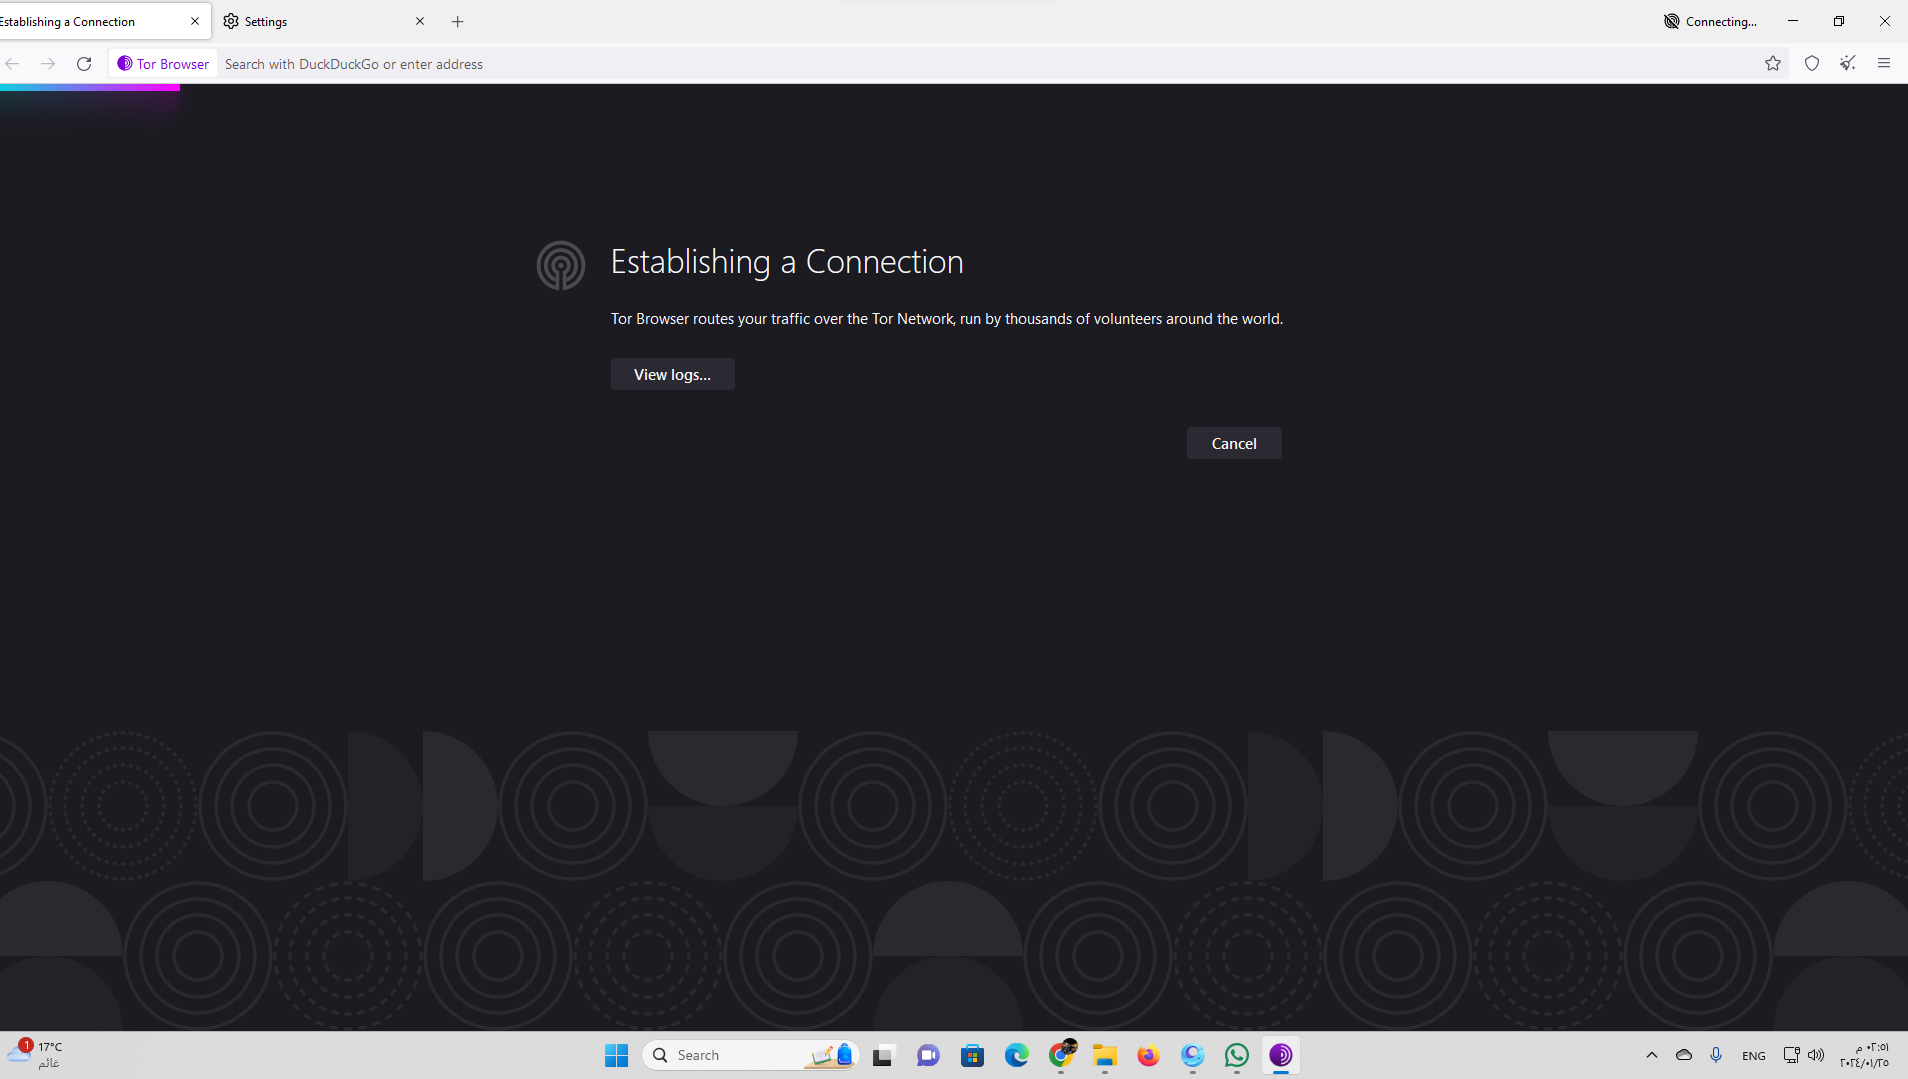 Establishing a Connection
Settings
Connecting...
Tor Browser
Search with DuckDuckGo or enter address
Establishing a Connection
Tor Browser routes your traffic over the Tor Network, run by thousands of volunteers around the world.
View logs...
Cancel
1
17°C
غائم
Search
ENG
٠٢:٥١ م
٢٠٢٤/٠١/٢٥